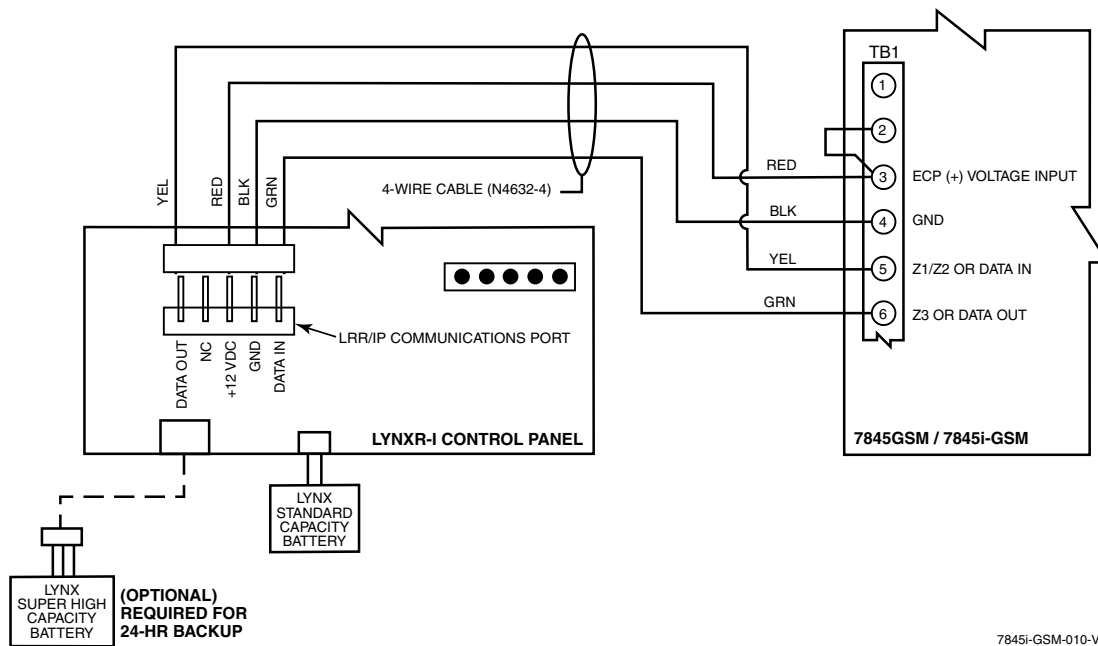 TB1
1
2
3
4
5
6
RED
BLK
YEL
GRN
ECP (+) VOLTAGE INPUT
GND
Z1/Z2 OR DATA IN
Z3 OR DATA OUT
7845GSM / 7845i-GSM
YEL
RED
BLK
GRN
4-WIRE CABLE (N4632-4)
LRR/IP COMMUNICATIONS PORT
DATA OUT
NC
+12 VDC
GND
DATA IN
LYNXR-I CONTROL PANEL
LYNX
STANDARD
CAPACITY
BATTERY
LYNX
SUPER HIGH
CAPACITY
BATTERY
(OPTIONAL)
REQUIRED FOR
24-HR BACKUP
7845i-GSM-010-V